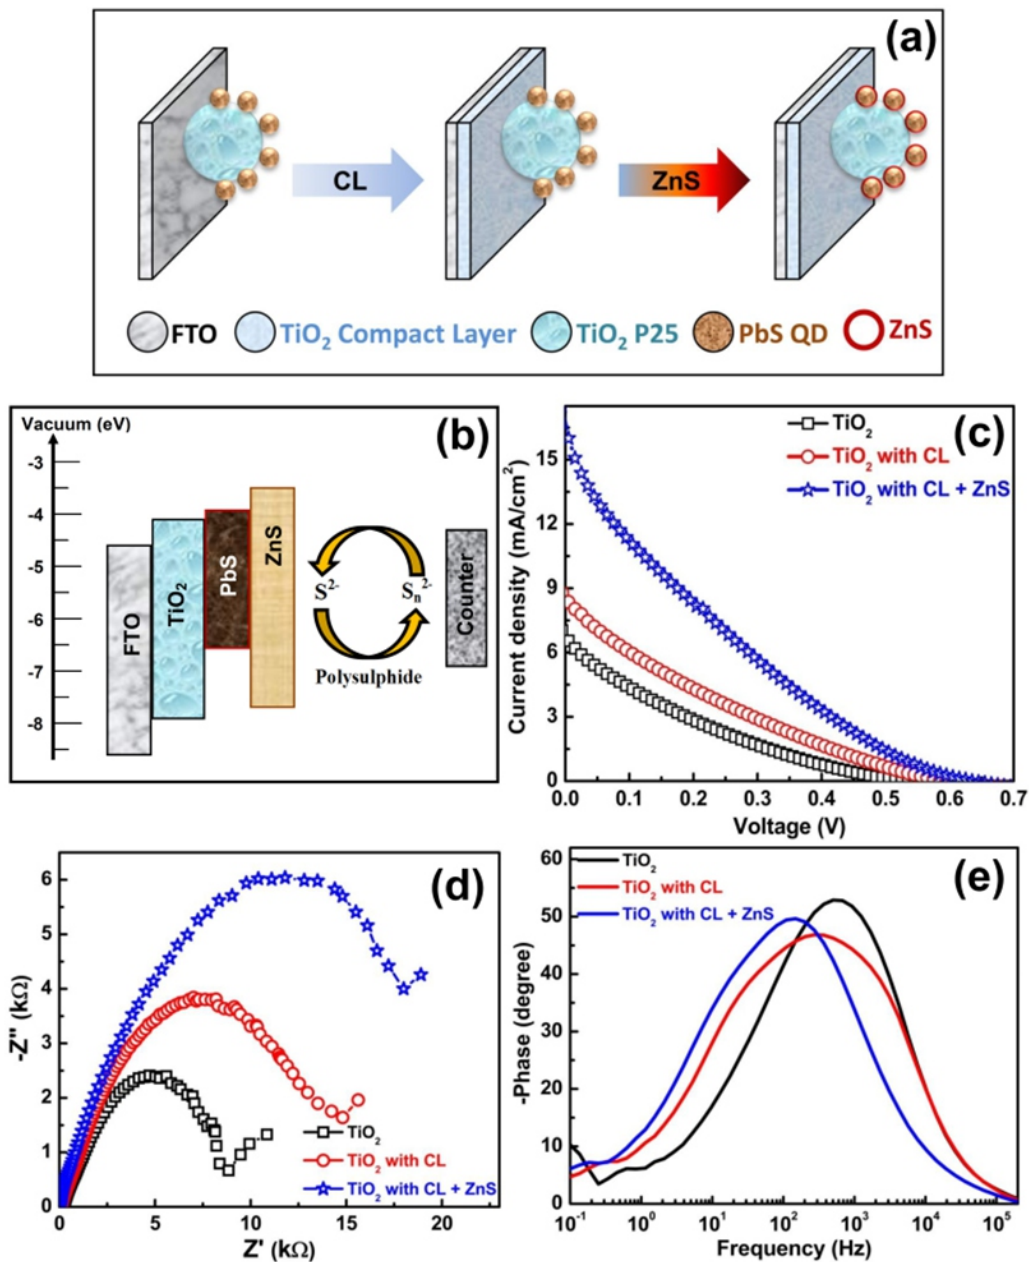 (a)
CL
ZnS
FTO
TiO₂ Compact Layer
TiO₂ P25
PbS QD
ZnS
Vacuum (eV)
(b)
-3
-4
-5
-6
-7
-8
FTO
TiO₂
PbS
ZnS
S²⁻
Sₙ²⁻
Polysulphide
Counter
(c)
TiO₂
TiO₂ with CL
TiO₂ with CL + ZnS
Current density (mA/cm²)
15
12
9
6
3
0
0.0 0.1 0.2 0.3 0.4 0.5 0.6 0.7
Voltage (V)
(d)
-Z'' (kΩ)
6
5
4
3
2
1
0
TiO₂
TiO₂ with CL
TiO₂ with CL + ZnS
0 5 10 15 20 25
Z' (kΩ)
(e)
TiO₂
TiO₂ with CL
TiO₂ with CL + ZnS
-Phase (degree)
60
50
40
30
20
10
0
10⁻¹ 10⁰ 10¹ 10² 10³ 10⁴ 10⁵
Frequency (Hz)